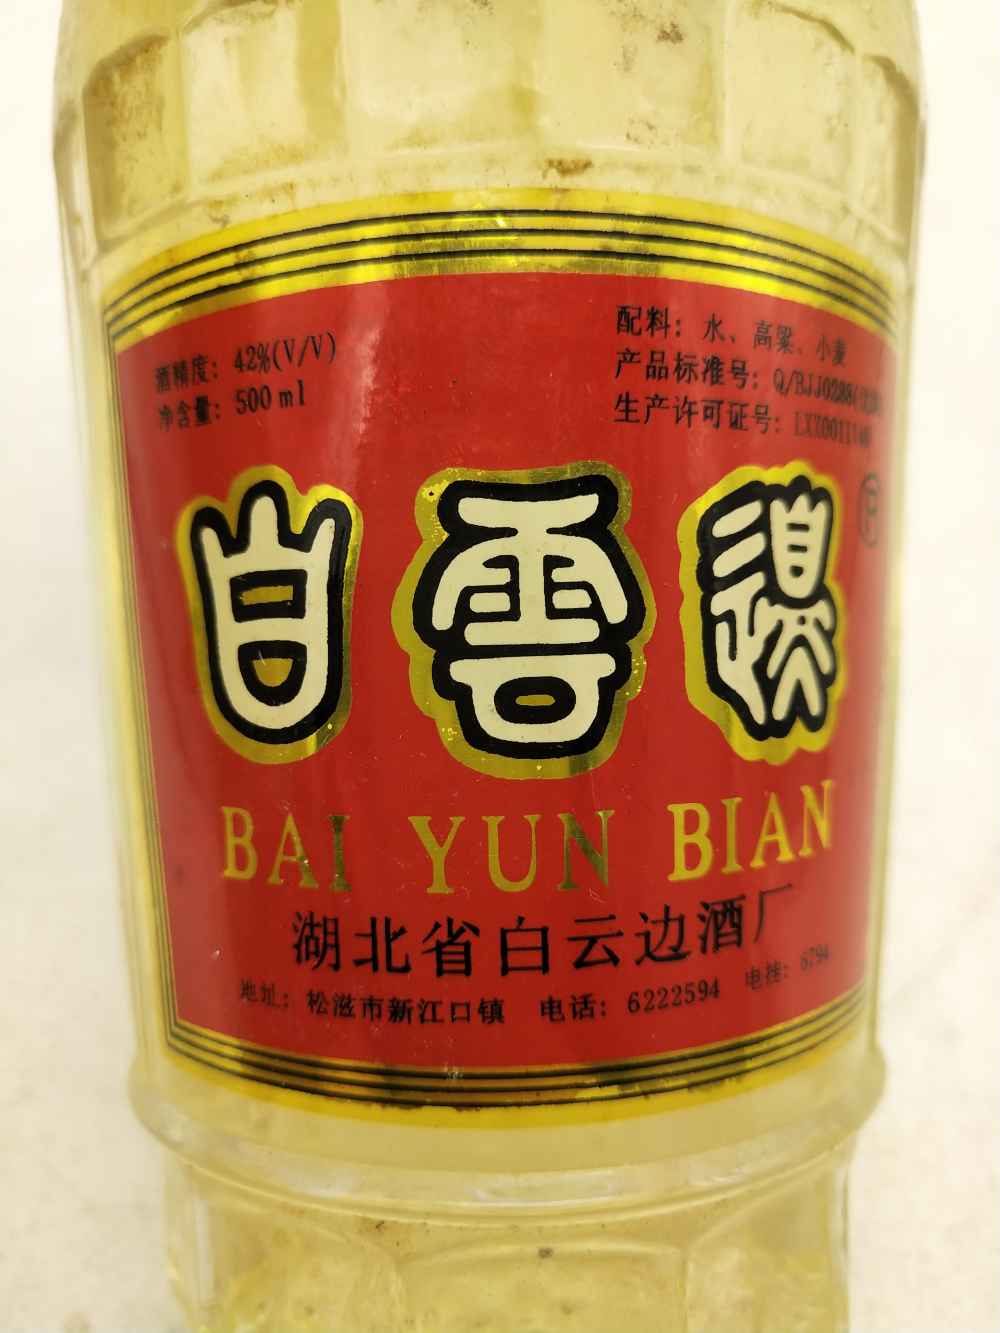 酒精度: 42%(V/V)
净含量: 500ml
配料: 水、高粱、小麦
产品标准号:
生产许可证号:
白雲邊
BAI YUN BIAN
湖北省白云边酒厂
地址: 松滋市新江口镇 电话: 6222594 电挂: 6794